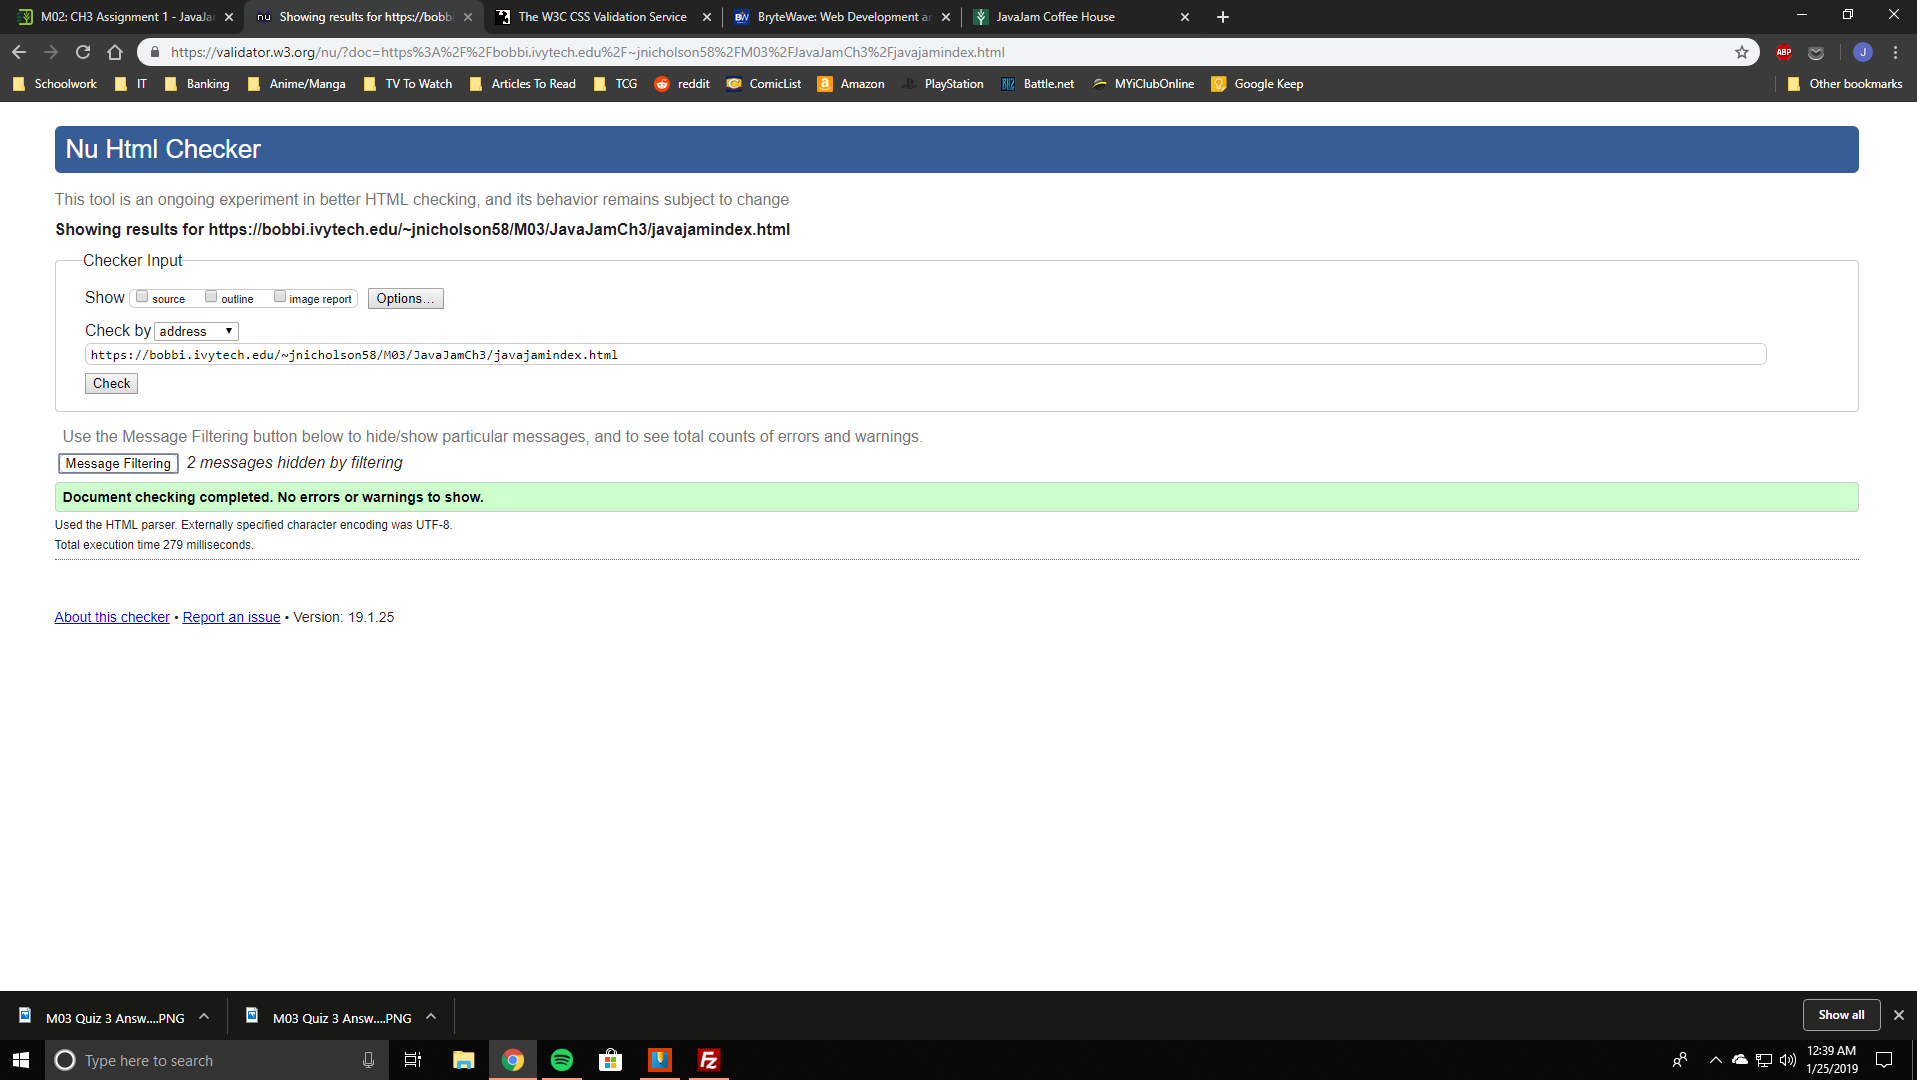 M02: CH3 Assignment 1 - JavaJa
nu Showing results for https://bobbi
The W3C CSS Validation Service
BW BryteWave: Web Development an
JavaJam Coffee House
https://validator.w3.org/nu/?doc=https%3A%2F%2Fbobbi.ivytech.edu%2F~jnicholson58%2FM03%2FJavaJamCh3%2Fjavajamindex.html
ABP
J
Schoolwork IT Banking Anime/Manga TV To Watch Articles To Read TCG reddit ComicList Amazon PlayStation Battle.net MYiClubOnline Google Keep Other bookmarks
Nu Html Checker
This tool is an ongoing experiment in better HTML checking, and its behavior remains subject to change
Showing results for https://bobbi.ivytech.edu/~jnicholson58/M03/JavaJamCh3/javajamindex.html
Checker Input
Show source outline image report Options...
Check by address
https://bobbi.ivytech.edu/~jnicholson58/M03/JavaJamCh3/javajamindex.html
Check
Use the Message Filtering button below to hide/show particular messages, and to see total counts of errors and warnings.
Message Filtering 2 messages hidden by filtering
Document checking completed. No errors or warnings to show.
Used the HTML parser. Externally specified character encoding was UTF-8.
Total execution time 279 milliseconds.
About this checker • Report an issue • Version: 19.1.25
M03 Quiz 3 Answ....PNG
M03 Quiz 3 Answ....PNG
Show all
Type here to search
Fz
12:39 AM
1/25/2019